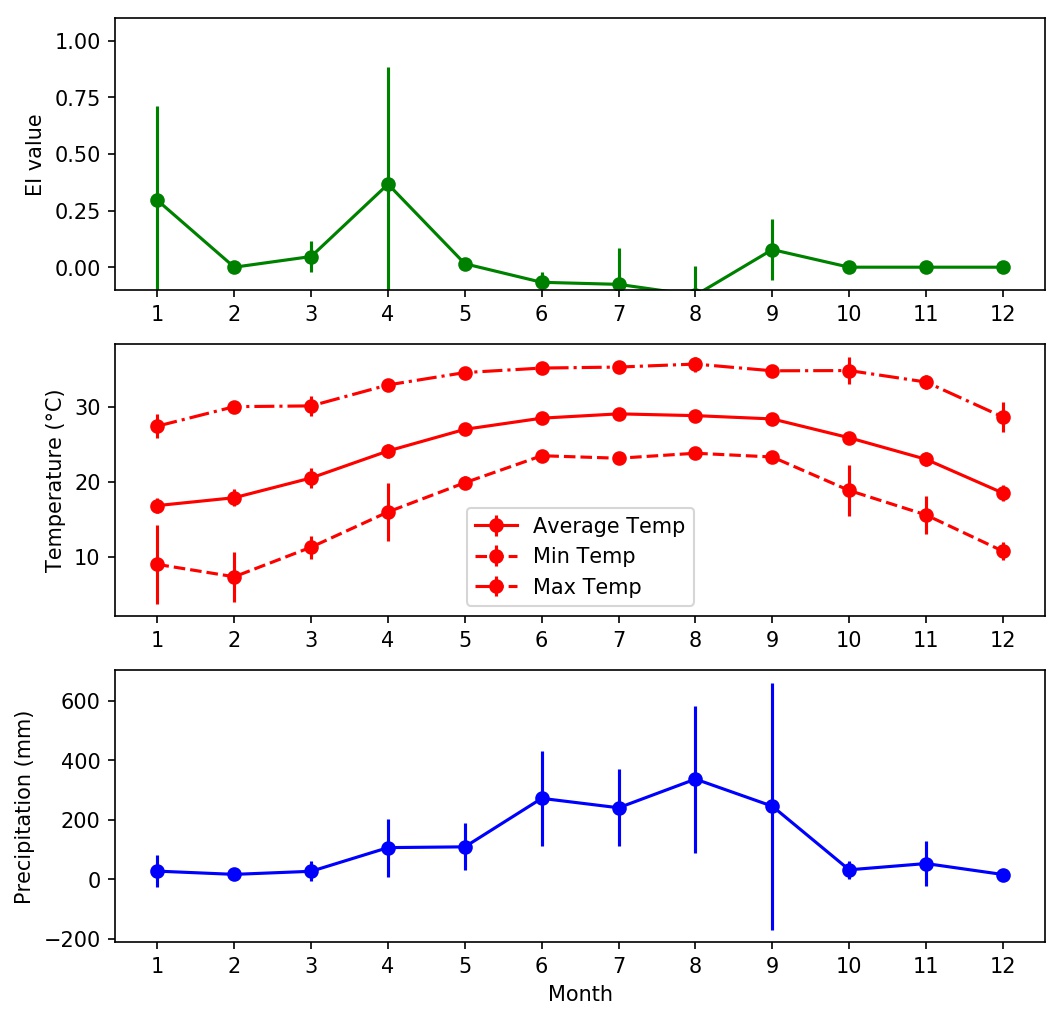 EI value
1.00
0.75
0.50
0.25
0.00
1 2 3 4 5 6 7 8 9 10 11 12
Temperature (°C)
30
20
10
Average Temp
Min Temp
Max Temp
1 2 3 4 5 6 7 8 9 10 11 12
Precipitation (mm)
600
400
200
0
−200
1 2 3 4 5 6 7 8 9 10 11 12
Month